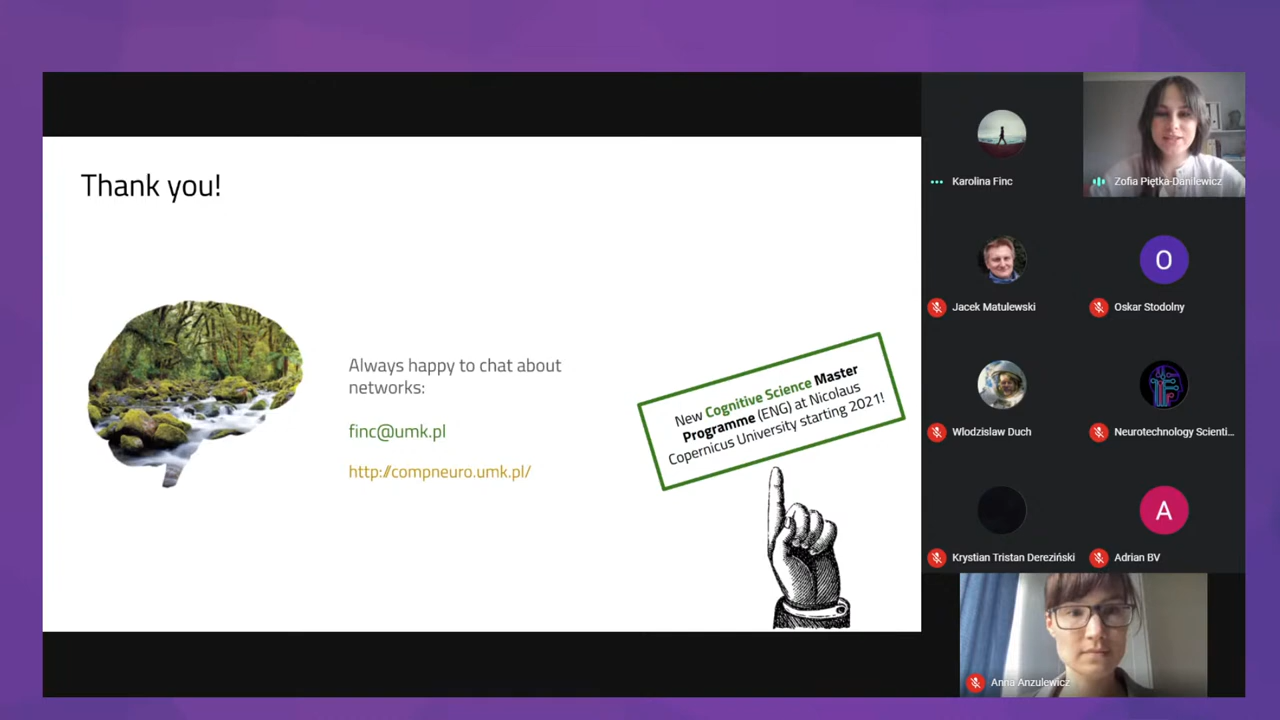 Thank you!
Always happy to chat about
networks:
finc@umk.pl
http://compneuro.umk.pl/
New Cognitive Science Master
Programme (ENG) at Nicolaus
Copernicus University starting 2021!
Karolina Finc
Zofia Piętka-Danilewicz
Jacek Matulewski
O
Oskar Stodolny
Wlodzislaw Duch
Neurotechnology Scienti...
Krystian Tristan Dereziński
A
Adrian BV
Anna Anzulewicz